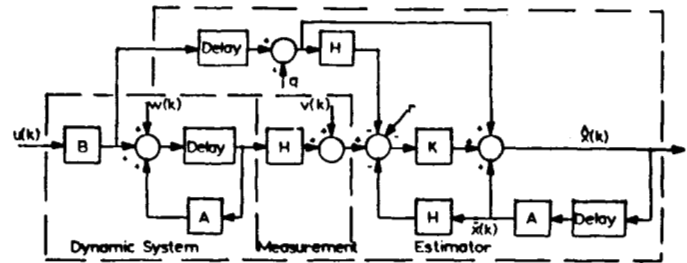 Delay
H
q
r
u(k)
B
w(k)
Delay
H
v(k)
K
x̂(k)
A
H
x̄(k)
A
Delay
Dynamic System
Measurement
Estimator